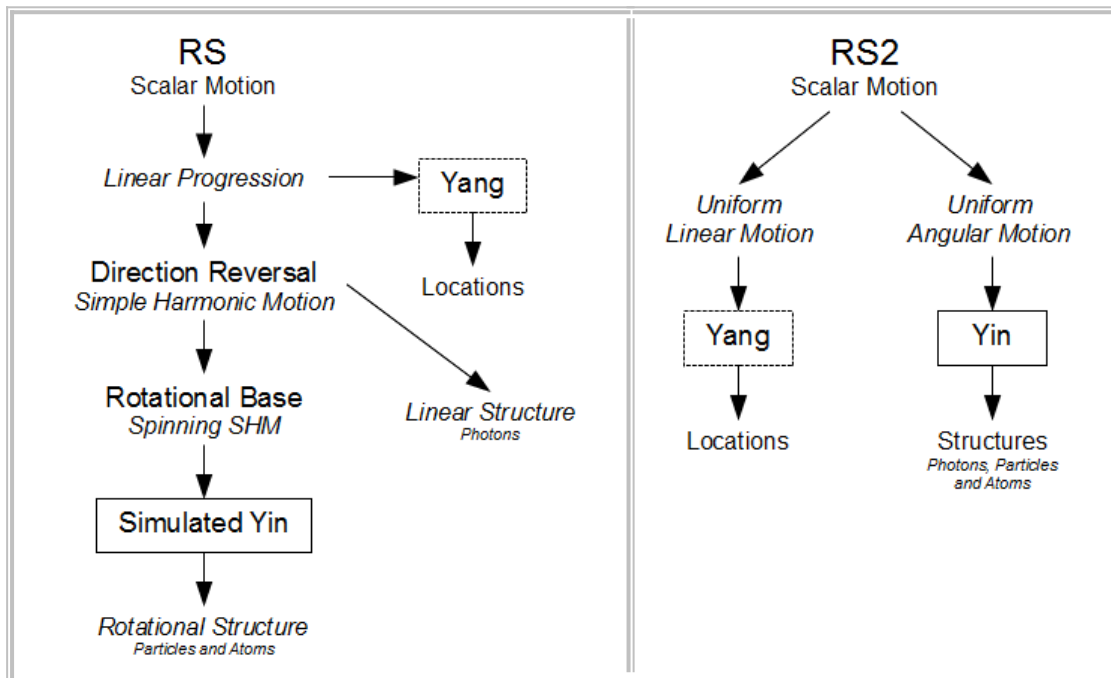 RS
Scalar Motion
Linear Progression
Yang
Locations
Direction Reversal
Simple Harmonic Motion
Rotational Base
Spinning SHM
Linear Structure
Photons
Simulated Yin
Rotational Structure
Particles and Atoms
RS2
Scalar Motion
Uniform
Linear Motion
Yang
Locations
Uniform
Angular Motion
Yin
Structures
Photons, Particles
and Atoms